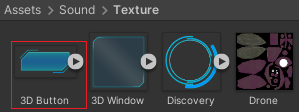 Assets > Sound > Texture
3D Button 3D Window Discovery Drone